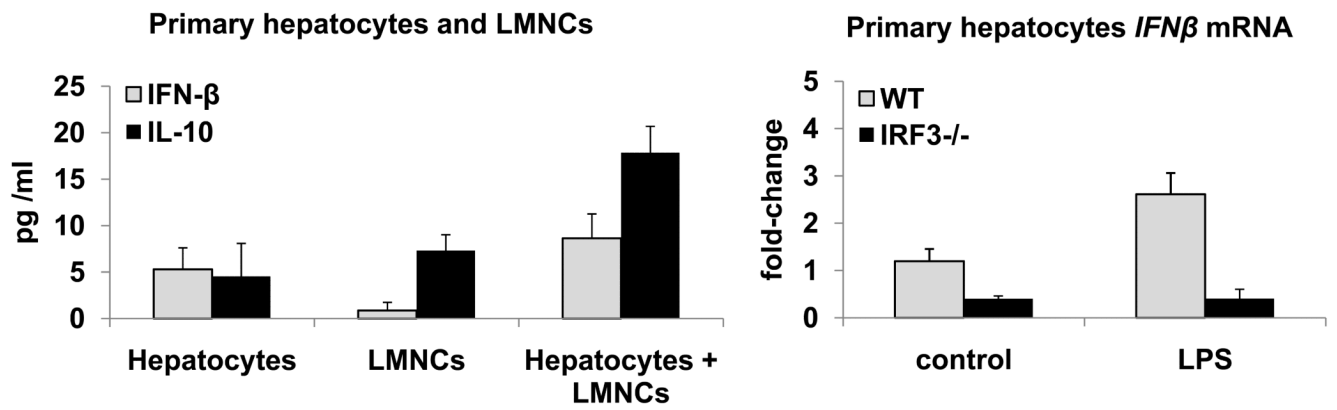 Primary hepatocytes and LMNCs
25
20
15
10
5
0
pg /ml
IFN-β
IL-10
Hepatocytes
LMNCs
Hepatocytes +
LMNCs
Primary hepatocytes IFNβ mRNA
5
4
3
2
1
0
fold-change
WT
IRF3-/-
control
LPS